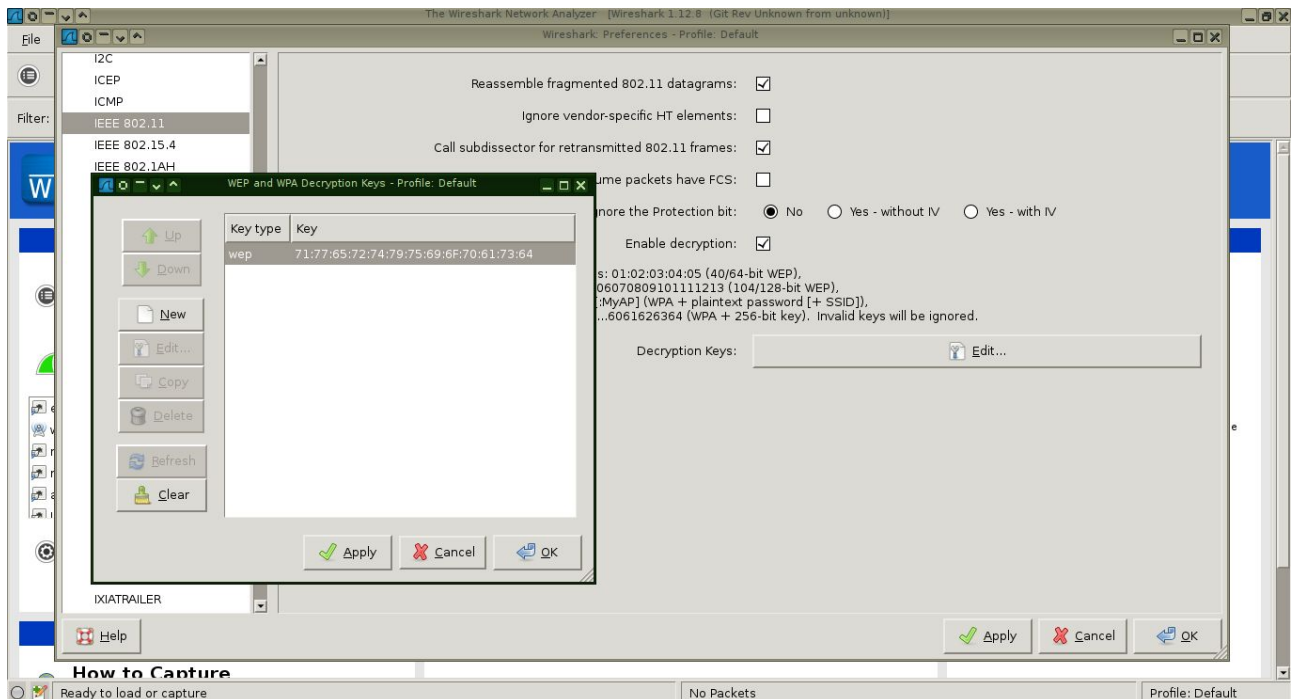 The Wireshark Network Analyzer [Wireshark 1.12.8 (Git Rev Unknown from unknown)]
File
Wireshark: Preferences - Profile: Default
Filter:
I2C
ICEP
ICMP
IEEE 802.11
IEEE 802.15.4
IEEE 802.1AH
IXIATRAILER
Reassemble fragmented 802.11 datagrams:
Ignore vendor-specific HT elements:
Call subdissector for retransmitted 802.11 frames:
ume packets have FCS:
gnore the Protection bit: No Yes - without IV Yes - with IV
Enable decryption:
s: 01:02:03:04:05 (40/64-bit WEP),
06070809101111213 (104/128-bit WEP),
[:MyAP] (WPA + plaintext password [+ SSID]),
...6061626364 (WPA + 256-bit key). Invalid keys will be ignored.
Decryption Keys: Edit...
WEP and WPA Decryption Keys - Profile: Default
Up
Down
New
Edit...
Copy
Delete
Refresh
Clear
Key type Key
wep 71:77:65:72:74:79:75:69:6F:70:61:73:64
Apply Cancel OK
Help
Apply Cancel OK
How to Capture
Ready to load or capture
No Packets
Profile: Default